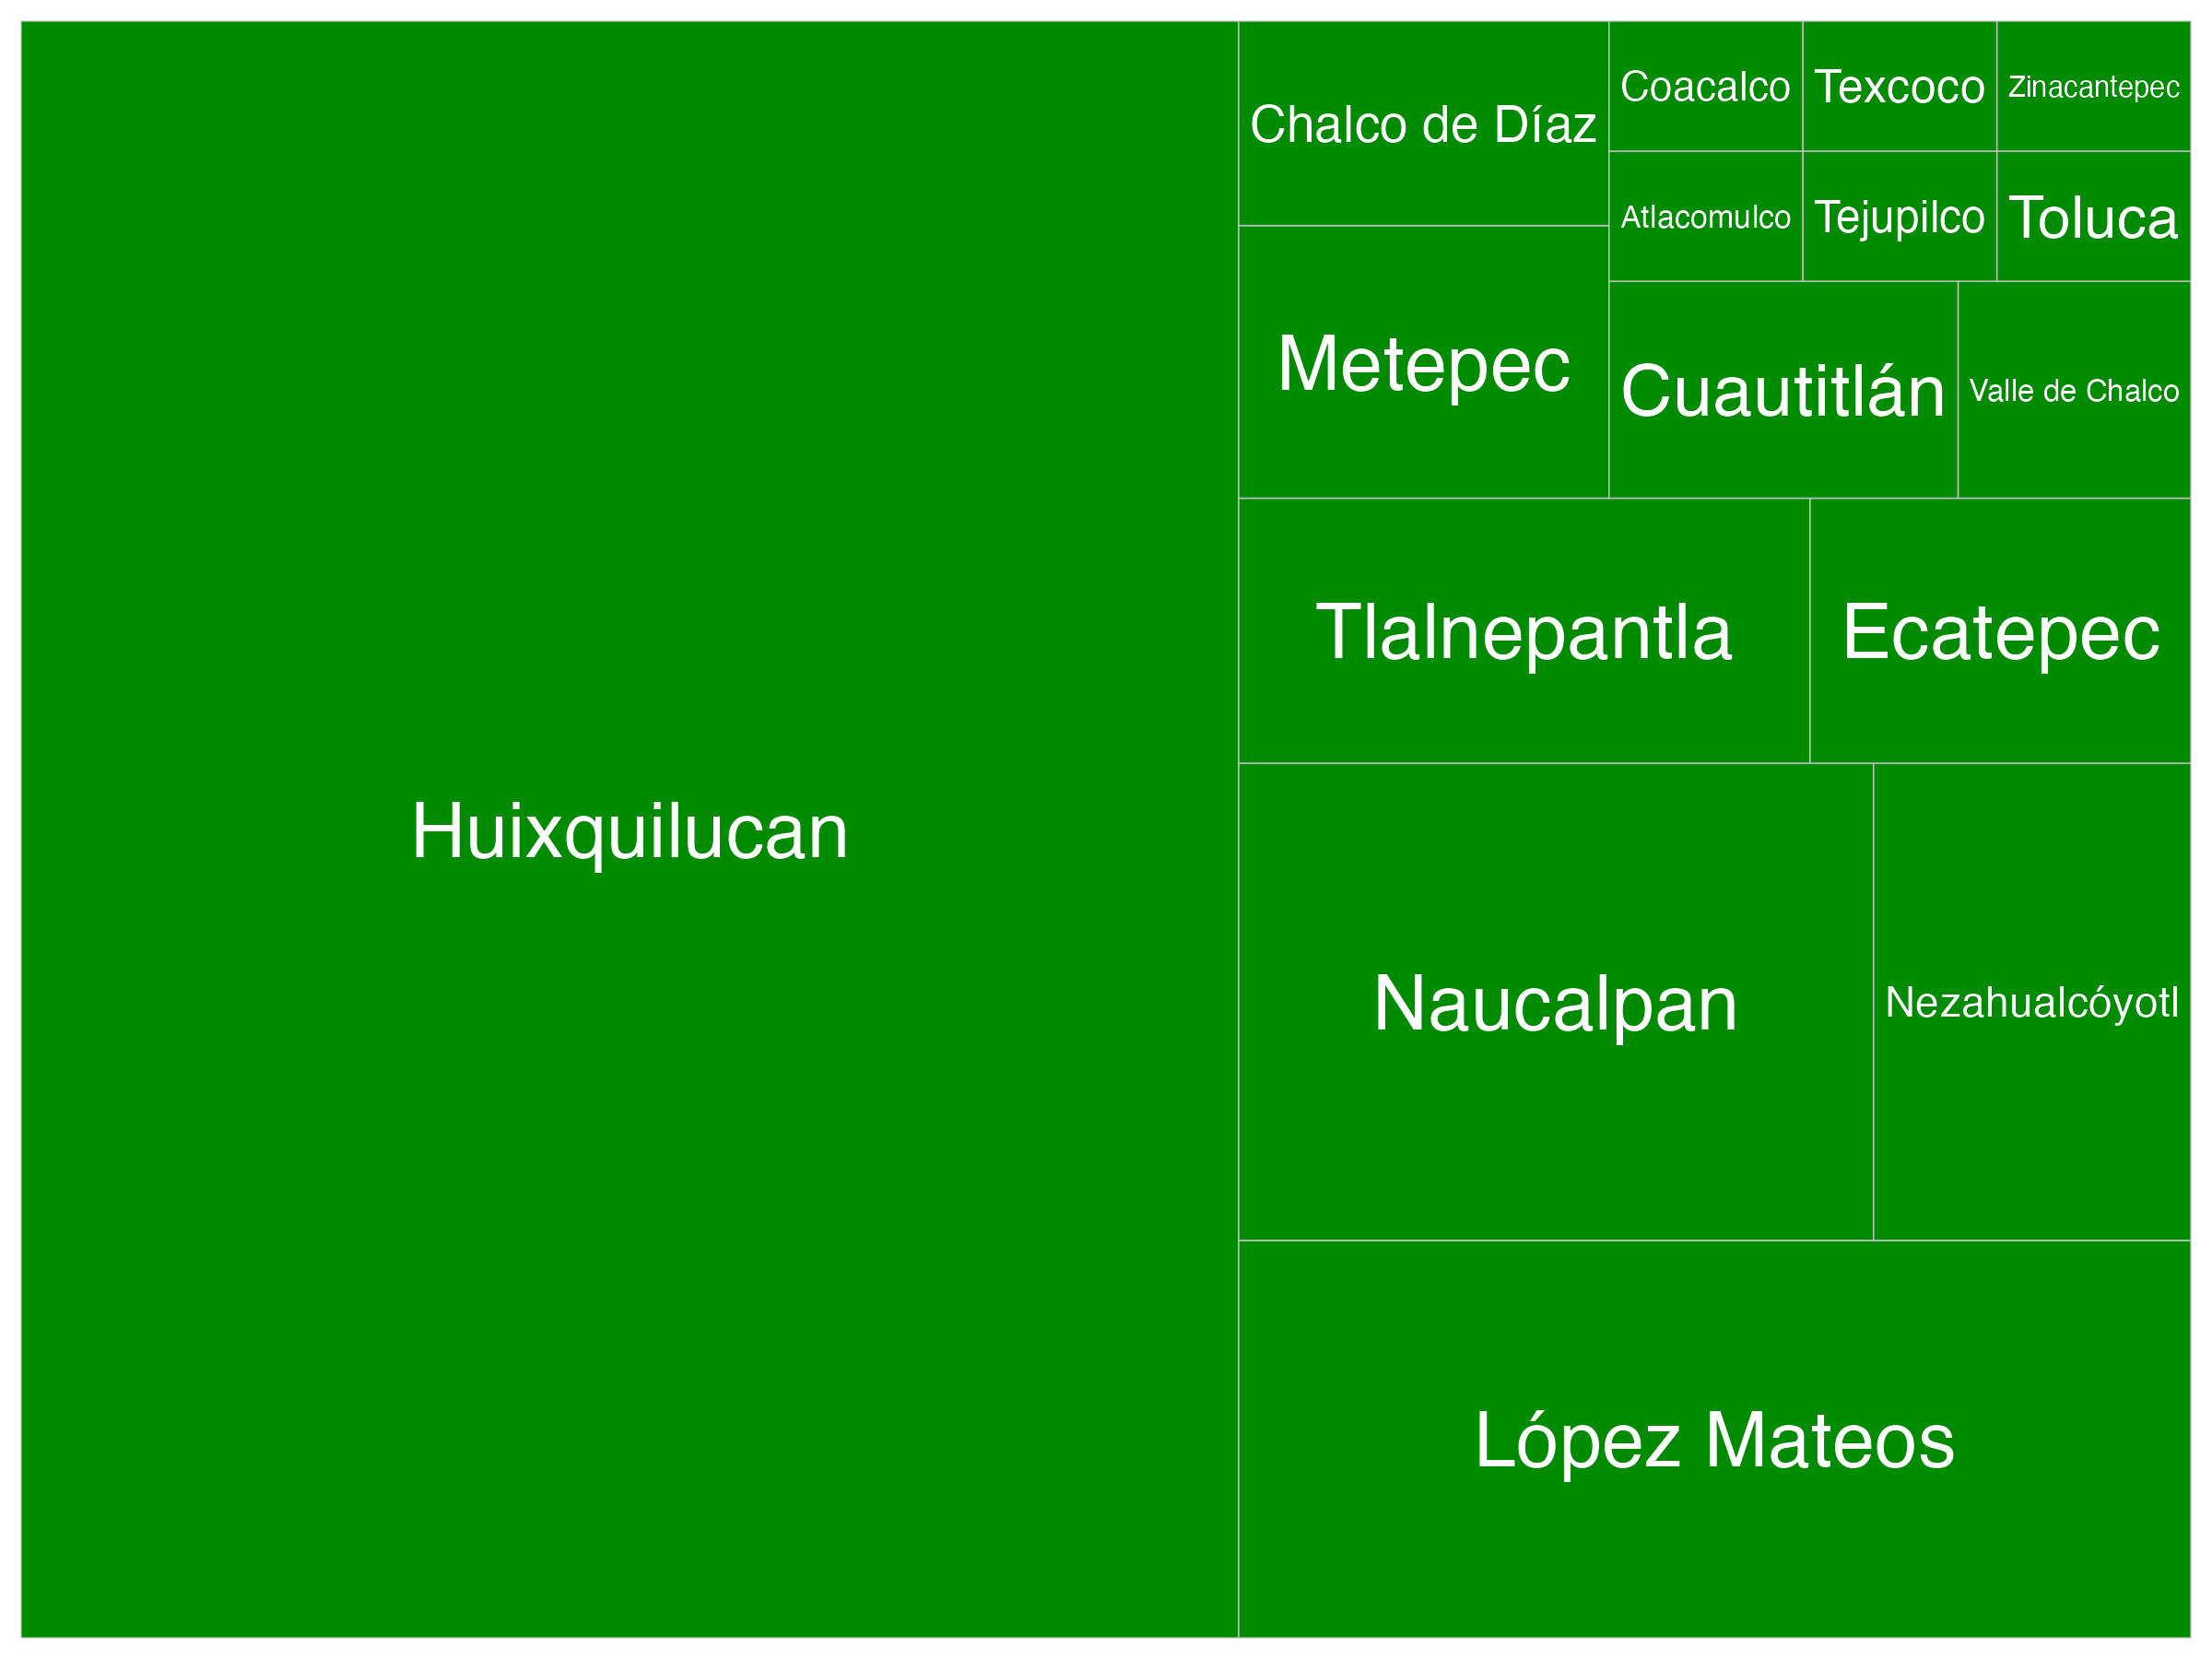 Huixquilucan
Chalco de Díaz
Coacalco
Texcoco
Zinacantepec
Atlacomulco
Tejupilco
Toluca
Metepec
Cuautitlán
Valle de Chalco
Tlalnepantla
Ecatepec
Naucalpan
Nezahualcóyotl
López Mateos